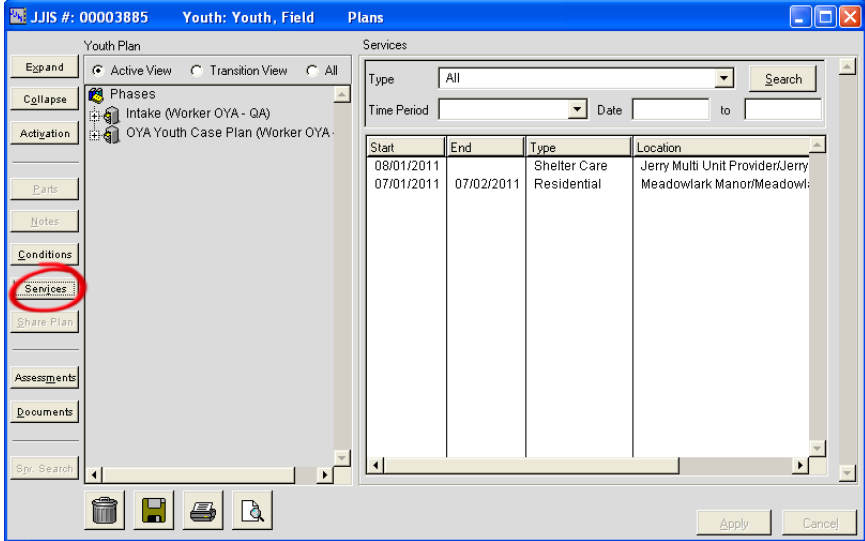 JJIS #: 00003885 Youth: Youth, Field Plans
Youth Plan
Services
Expand
Collapse
Activation
Parts
Notes
Conditions
Services
Share Plan
Assessments
Documents
Srv. Search
Active View Transition View All
Phases
Intake (Worker OYA - QA)
OYA Youth Case Plan (Worker OYA -
Type All Search
Time Period Date to
Start End Type Location
08/01/2011 Shelter Care Jerry Multi Unit Provider/Jerry
07/01/2011 07/02/2011 Residential Meadowlark Manor/Meadowla
Apply Cancel